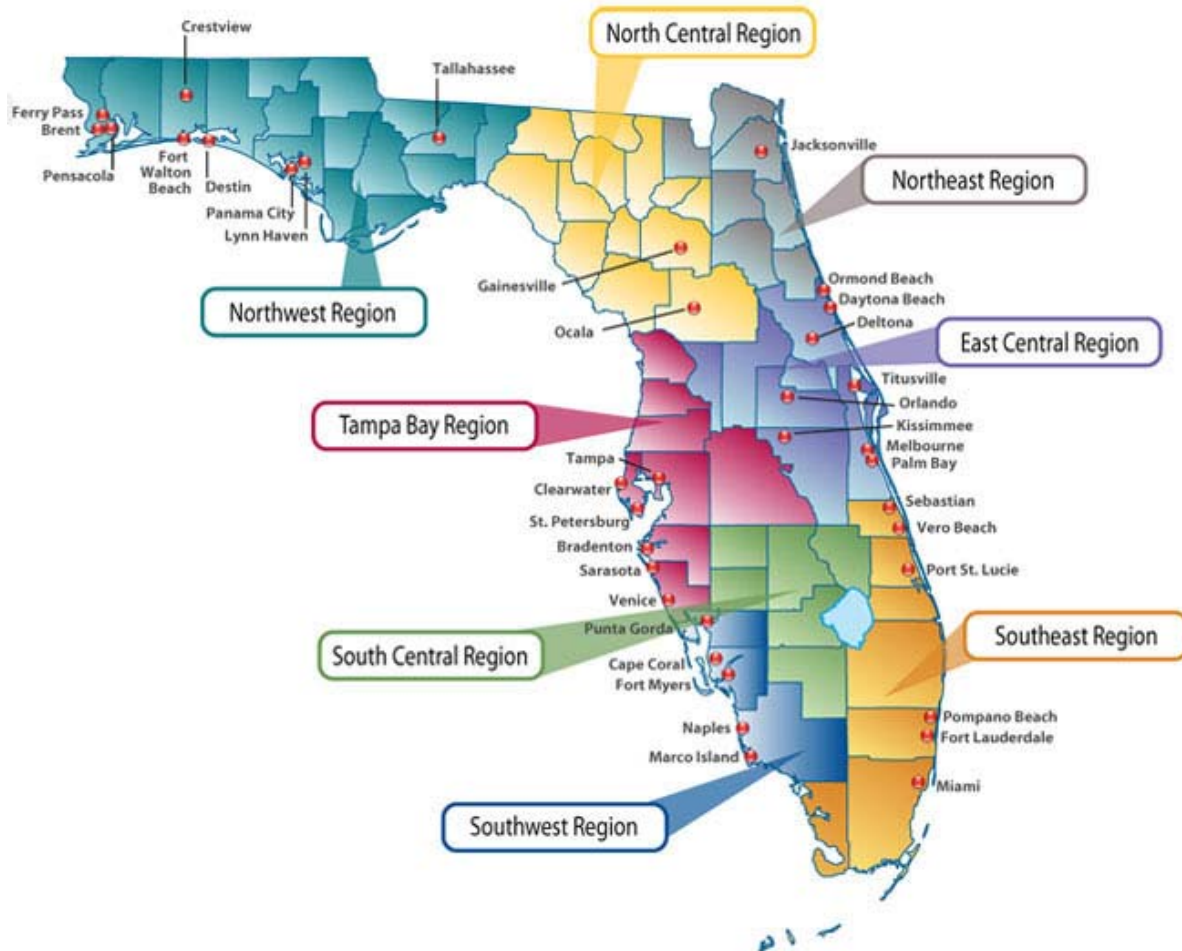 Crestview
North Central Region
Tallahassee
Ferry Pass
Brent
Jacksonville
Pensacola
Fort
Walton
Beach
Destin
Northeast Region
Panama City
Lynn Haven
Gainesville
Ormond Beach
Daytona Beach
Northwest Region
Ocala
Deltona
East Central Region
Titusville
Orlando
Tampa Bay Region
Kissimmee
Melbourne
Tampa
Palm Bay
Clearwater
Sebastian
St. Petersburg
Vero Beach
Bradenton
Sarasota
Port St. Lucie
Venice
Punta Gorda
Southeast Region
South Central Region
Cape Coral
Fort Myers
Pompano Beach
Naples
Fort Lauderdale
Marco Island
Miami
Southwest Region